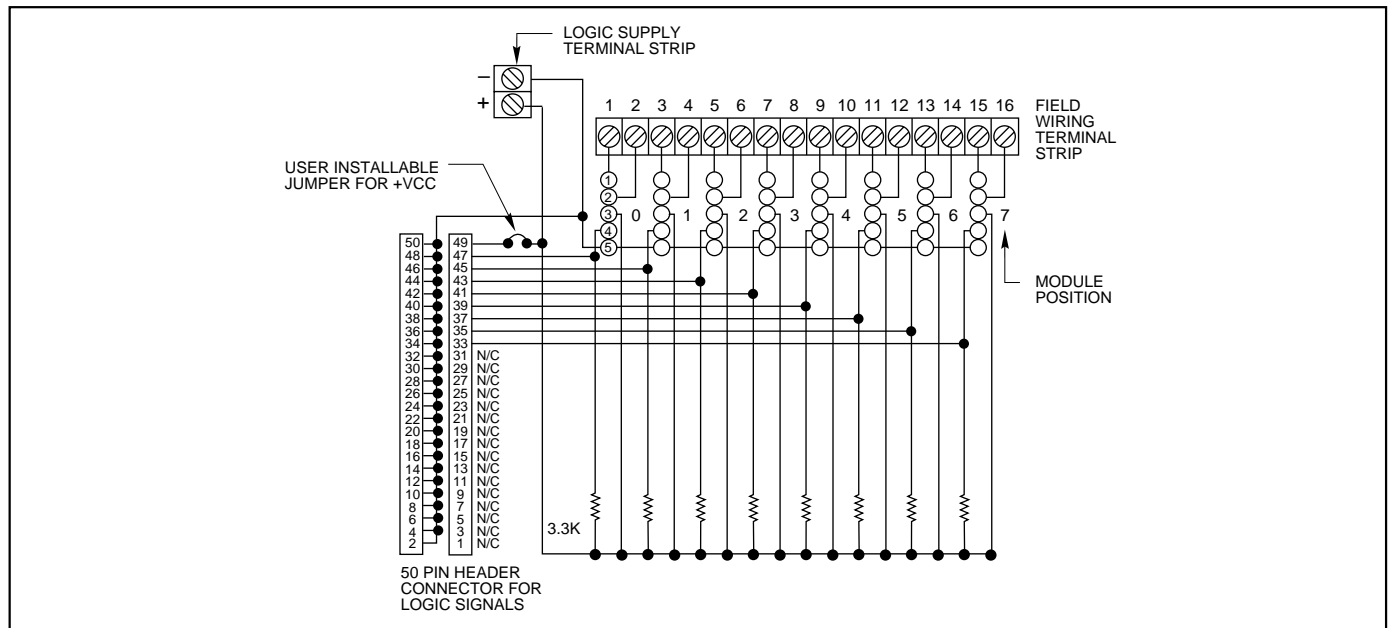 LOGIC SUPPLY
TERMINAL STRIP
–
+
1 2 3 4 5 6 7 8 9 10 11 12 13 14 15 16
FIELD
WIRING
TERMINAL
STRIP
USER INSTALLABLE
JUMPER FOR +VCC
1
2
3
4
5
0 1 2 3 4 5 6 7
MODULE
POSITION
50 49
48 47
46 45
44 43
42 41
40 39
38 37
36 35
34 33
32 31 N/C
30 29 N/C
28 27 N/C
26 25 N/C
24 23 N/C
22 21 N/C
20 19 N/C
18 17 N/C
16 15 N/C
14 13 N/C
12 11 N/C
10 9 N/C
8 7 N/C
6 5 N/C
4 3 N/C
2 1 N/C
3.3K
50 PIN HEADER
CONNECTOR FOR
LOGIC SIGNALS